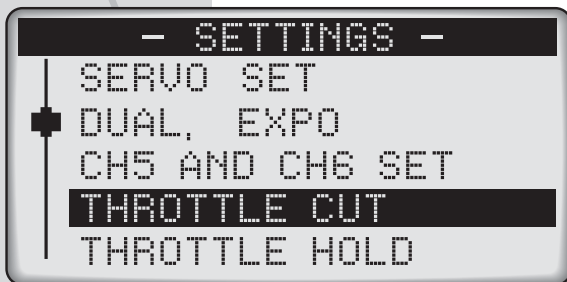 — SETTINGS —
SERVO SET
DUAL, EXPO
CH5 AND CH6 SET
THROTTLE CUT
THROTTLE HOLD